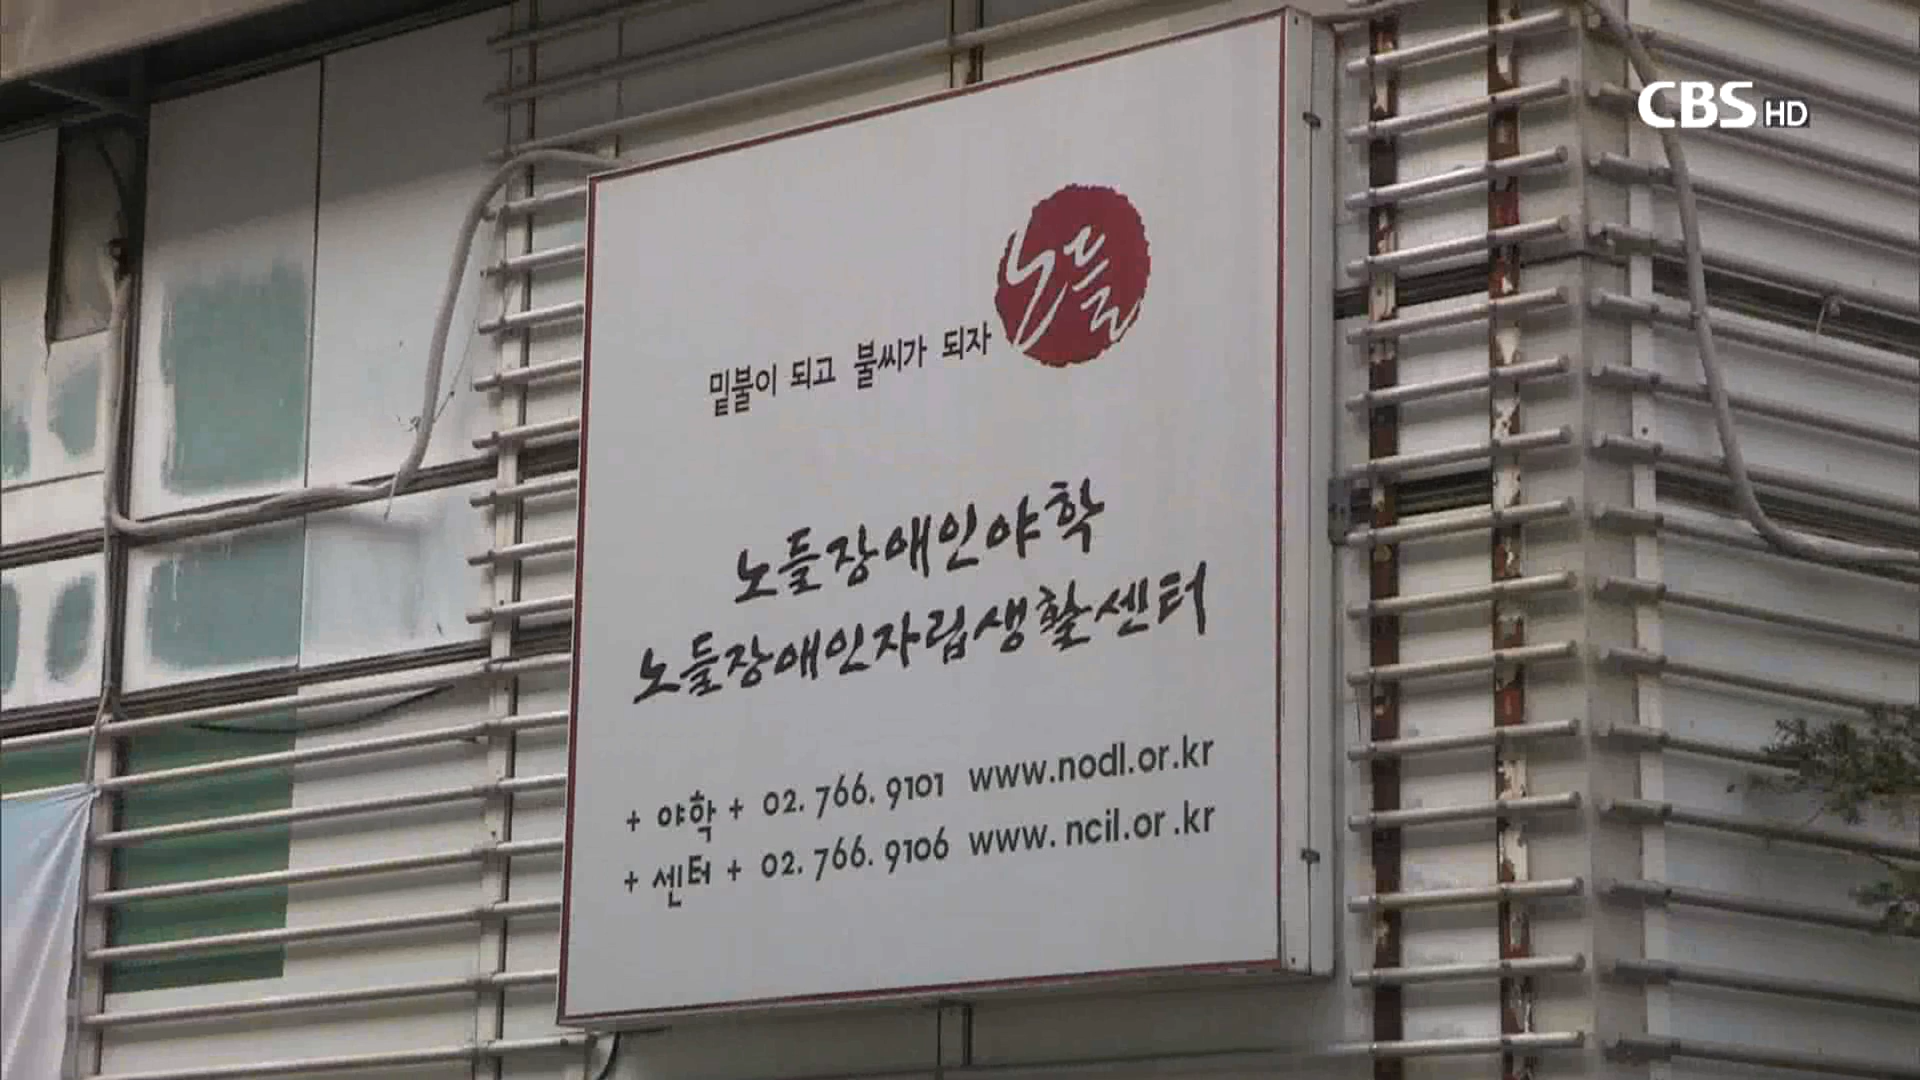 CBS HD
노들
밑불이 되고 불씨가 되자
노들장애인야학
노들장애인자립생활센터
+ 야학 + 02. 766. 9101 www.nodl.or.kr
+ 센터 + 02. 766. 9106 www. ncil.or .kr